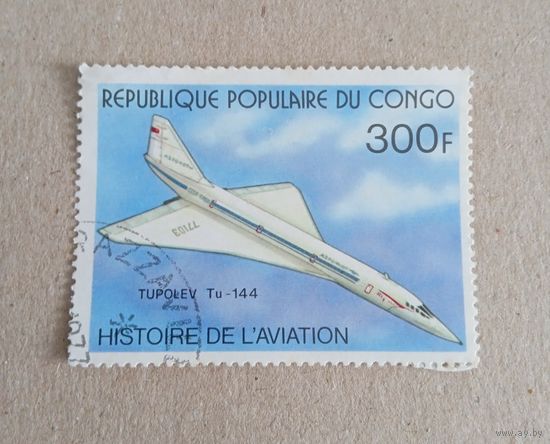 REPUBLIQUE POPULAIRE DU CONGO
300F
77103
TUPOLEV Tu-144
HISTOIRE DE L'AVIATION
www.ay.by